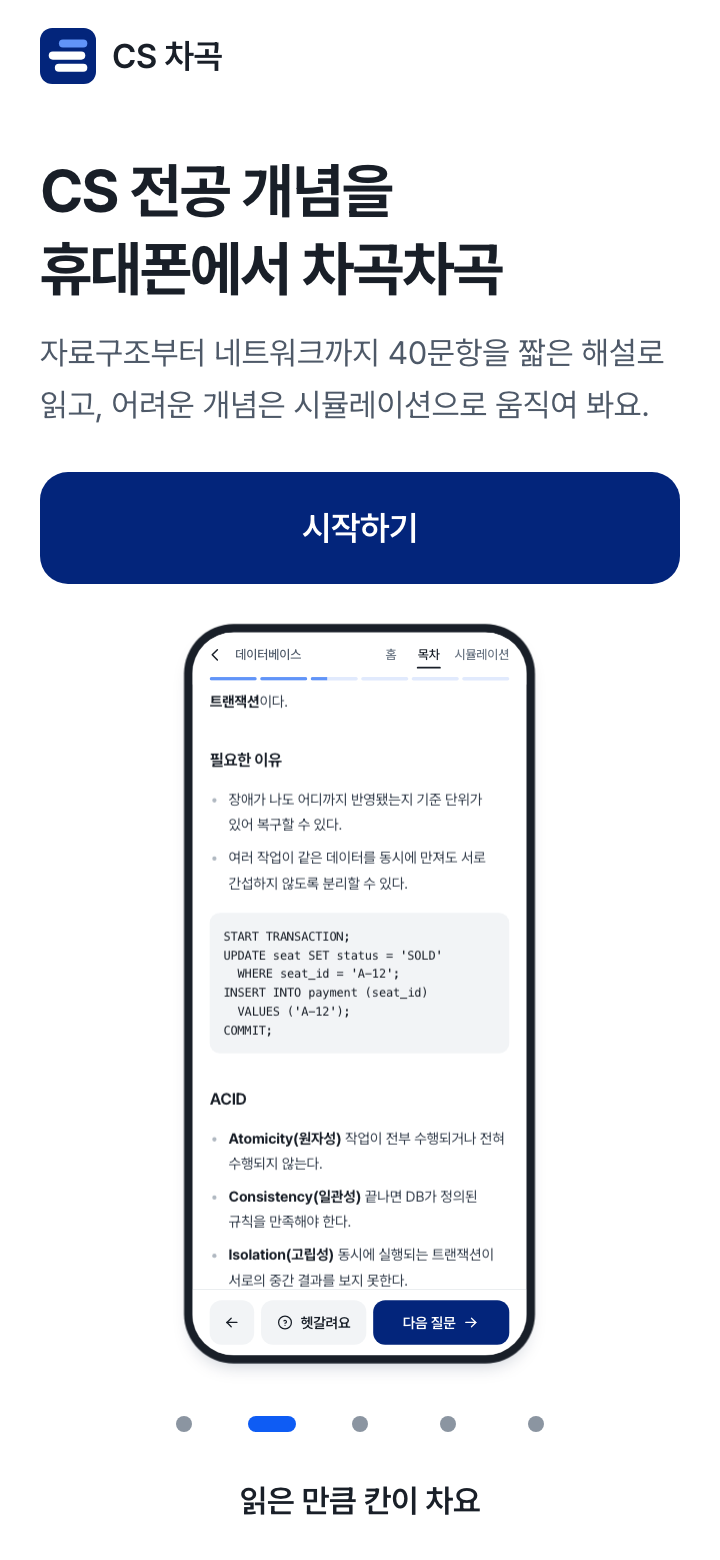 CS 차곡
CS 전공 개념을
휴대폰에서 차곡차곡
자료구조부터 네트워크까지 40문항을 짧은 해설로
읽고, 어려운 개념은 시뮬레이션으로 움직여 봐요.
시작하기
데이터베이스 홈 목차 시뮬레이션
트랜잭션이다.
필요한 이유
장애가 나도 어디까지 반영됐는지 기준 단위가
있어 복구할 수 있다.
여러 작업이 같은 데이터를 동시에 만져도 서로
간섭하지 않도록 분리할 수 있다.
START TRANSACTION;
UPDATE seat SET status = 'SOLD'
  WHERE seat_id = 'A-12';
INSERT INTO payment (seat_id)
  VALUES ('A-12');
COMMIT;
ACID
Atomicity(원자성) 작업이 전부 수행되거나 전혀
수행되지 않는다.
Consistency(일관성) 끝나면 DB가 정의된
규칙을 만족해야 한다.
Isolation(고립성) 동시에 실행되는 트랜잭션이
서로의 중간 결과를 보지 못한다.
← ? 헷갈려요 다음 질문 →
읽은 만큼 칸이 차요